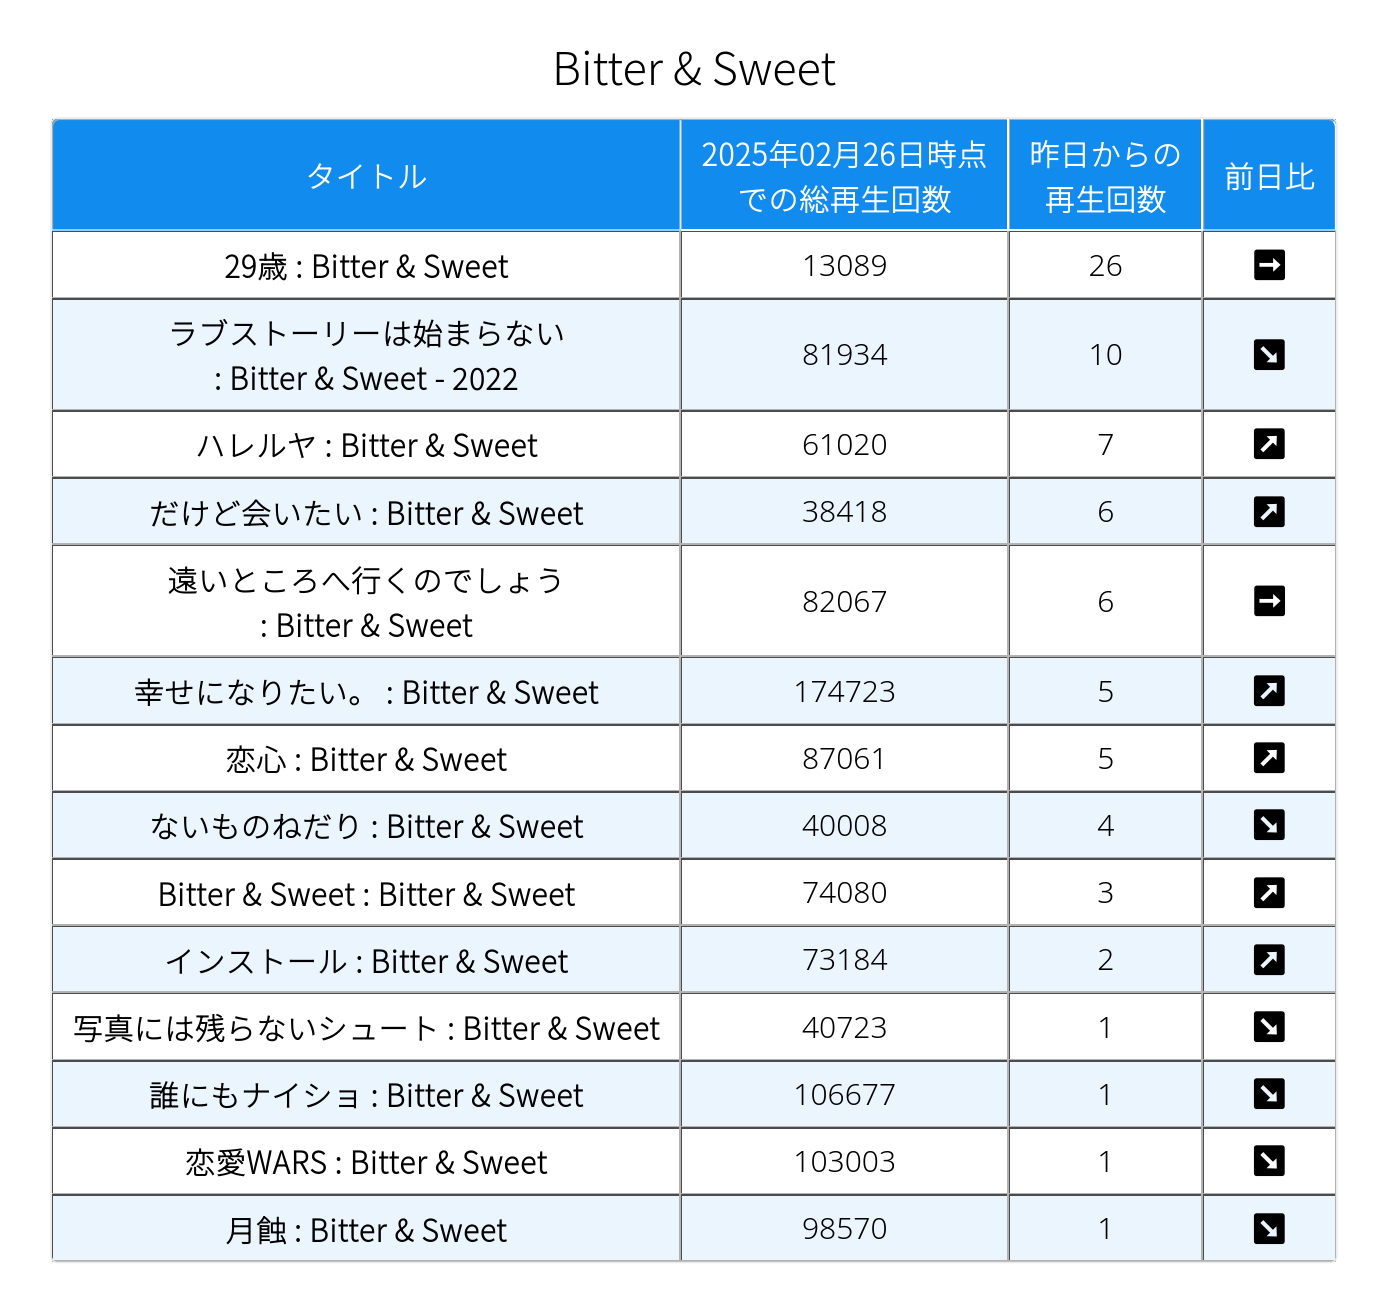 Bitter & Sweet
タイトル
2025年02月26日時点
での総再生回数
昨日からの
再生回数
前日比
29歳 : Bitter & Sweet
13089
26
➡
ラブストーリーは始まらない
: Bitter & Sweet - 2022
81934
10
↘
ハレルヤ : Bitter & Sweet
61020
7
↗
だけど会いたい : Bitter & Sweet
38418
6
↗
遠いところへ行くのでしょう
: Bitter & Sweet
82067
6
➡
幸せになりたい。 : Bitter & Sweet
174723
5
↗
恋心 : Bitter & Sweet
87061
5
↗
ないものねだり : Bitter & Sweet
40008
4
↘
Bitter & Sweet : Bitter & Sweet
74080
3
↗
インストール : Bitter & Sweet
73184
2
↗
写真には残らないシュート : Bitter & Sweet
40723
1
↘
誰にもナイショ : Bitter & Sweet
106677
1
↘
恋愛WARS : Bitter & Sweet
103003
1
↘
月蝕 : Bitter & Sweet
98570
1
↘